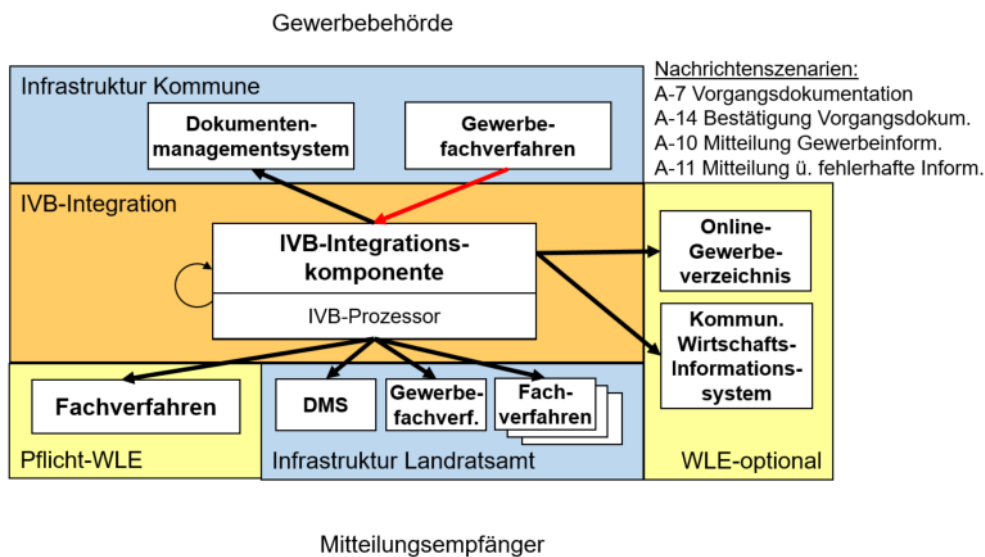 Gewerbebehörde
Infrastruktur Kommune
Dokumenten-
managementsystem
Gewerbe-
fachverfahren
Nachrichtenszenarien:
A-7 Vorgangsdokumentation
A-14 Bestätigung Vorgangsdokum.
A-10 Mitteilung Gewerbeinform.
A-11 Mitteilung ü. fehlerhafte Inform.
IVB-Integration
IVB-Integrations-
komponente
IVB-Prozessor
Online-
Gewerbe-
verzeichnis
Kommun.
Wirtschafts-
Informations-
system
Fachverfahren
Pflicht-WLE
DMS
Gewerbe-
fachverf.
Fach-
verfahren
Infrastruktur Landratsamt
WLE-optional
Mitteilungsempfänger